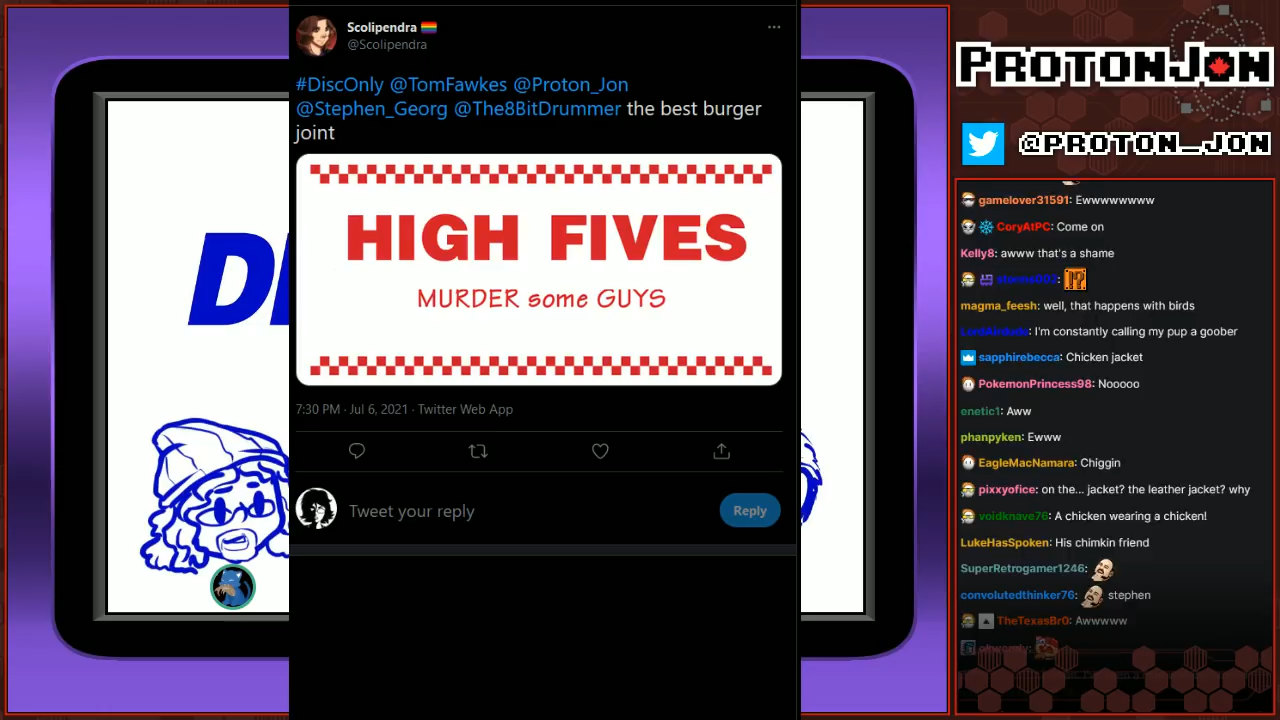 Scolipendra
@Scolipendra
#DiscOnly @TomFawkes @Proton_Jon
@Stephen_Georg @The8BitDrummer the best burger
joint
HIGH FIVES
MURDER some GUYS
7:30 PM · Jul 6, 2021 · Twitter Web App
Tweet your reply
Reply
PROTONJON
@PROTON_JON
gamelover31591: Ewwwwwwww
CoryAtPC: Come on
Kelly8: awww that's a shame
magma_feesh: well, that happens with birds
I'm constantly calling my pup a goober
sapphirebecca: Chicken jacket
PokemonPrincess98: Nooooo
enetic1: Aww
phanpyken: Ewww
EagleMacNamara: Chiggin
pixxyofice: on the... jacket? the leather jacket? why
voidknave76: A chicken wearing a chicken!
LukeHasSpoken: His chimkin friend
SuperRetrogamer1246:
convolutedthinker76: stephen
TheTexasBr0: Awwwww